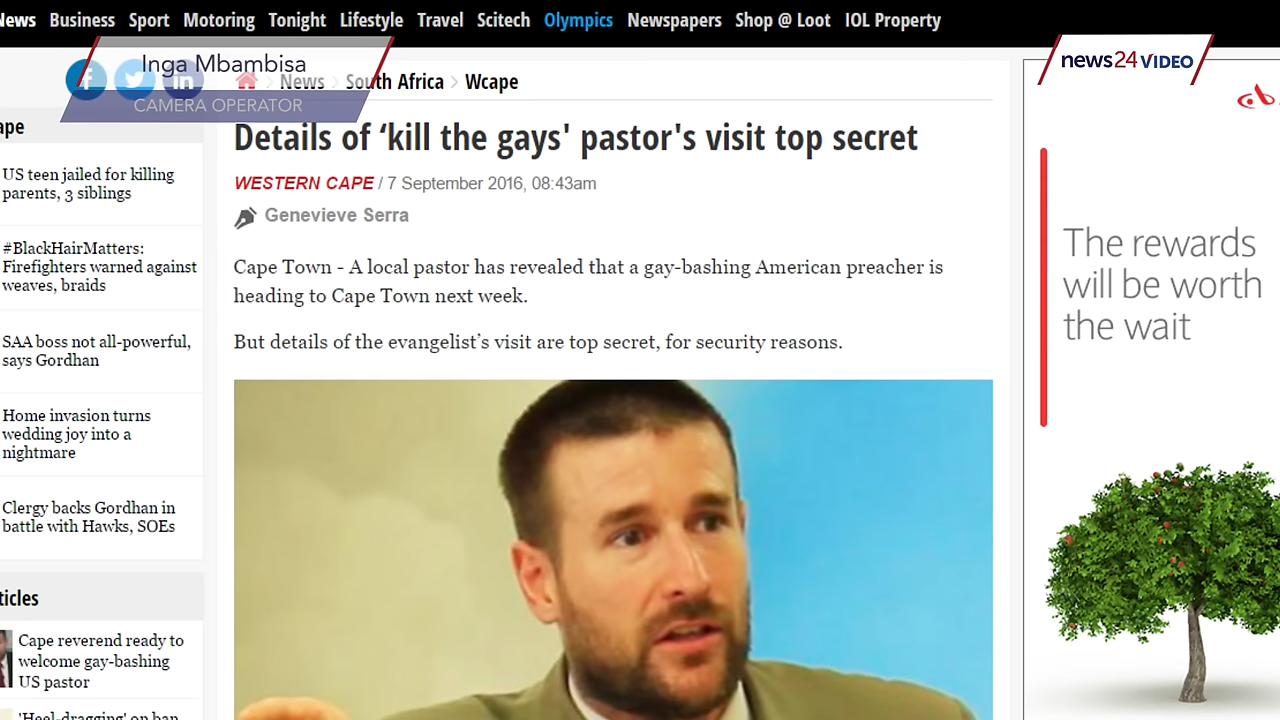 News Business Sport Motoring Tonight Lifestyle Travel Scitech Olympics Newspapers Shop @ Loot IOL Property
Inga Mbambisa
CAMERA OPERATOR
news24 VIDEO
News > South Africa > Wcape
Details of ‘kill the gays' pastor's visit top secret
WESTERN CAPE / 7 September 2016, 08:43am
Genevieve Serra
Cape Town - A local pastor has revealed that a gay-bashing American preacher is
heading to Cape Town next week.
But details of the evangelist’s visit are top secret, for security reasons.
US teen jailed for killing
parents, 3 siblings
#BlackHairMatters:
Firefighters warned against
weaves, braids
SAA boss not all-powerful,
says Gordhan
Home invasion turns
wedding joy into a
nightmare
Clergy backs Gordhan in
battle with Hawks, SOEs
Cape reverend ready to
welcome gay-bashing
US pastor
'Heel-dragging' on ban
The rewards
will be worth
the wait